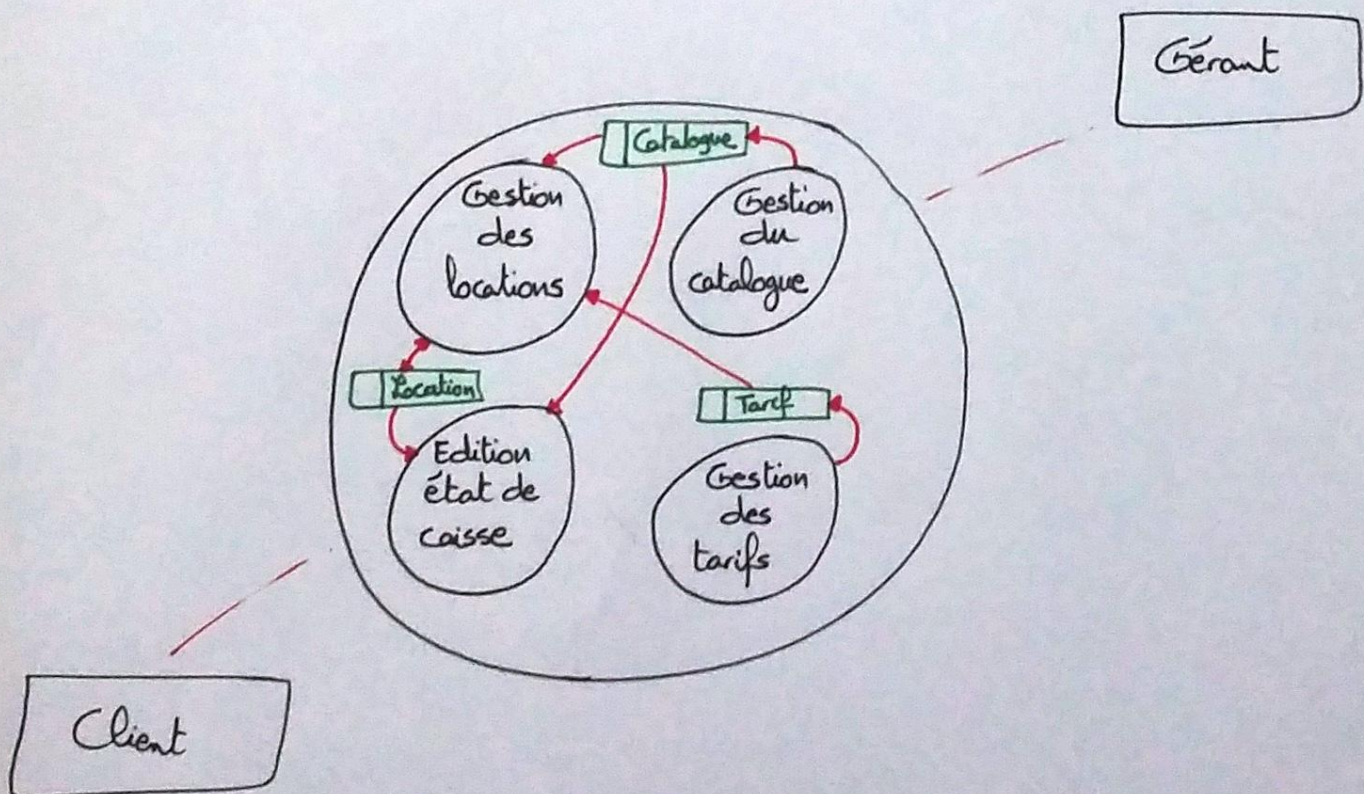 Gérant
Catalogue
Gestion
des
locations
Gestion
du
catalogue
Location
Tarif
Edition
état de
caisse
Gestion
des
tarifs
Client